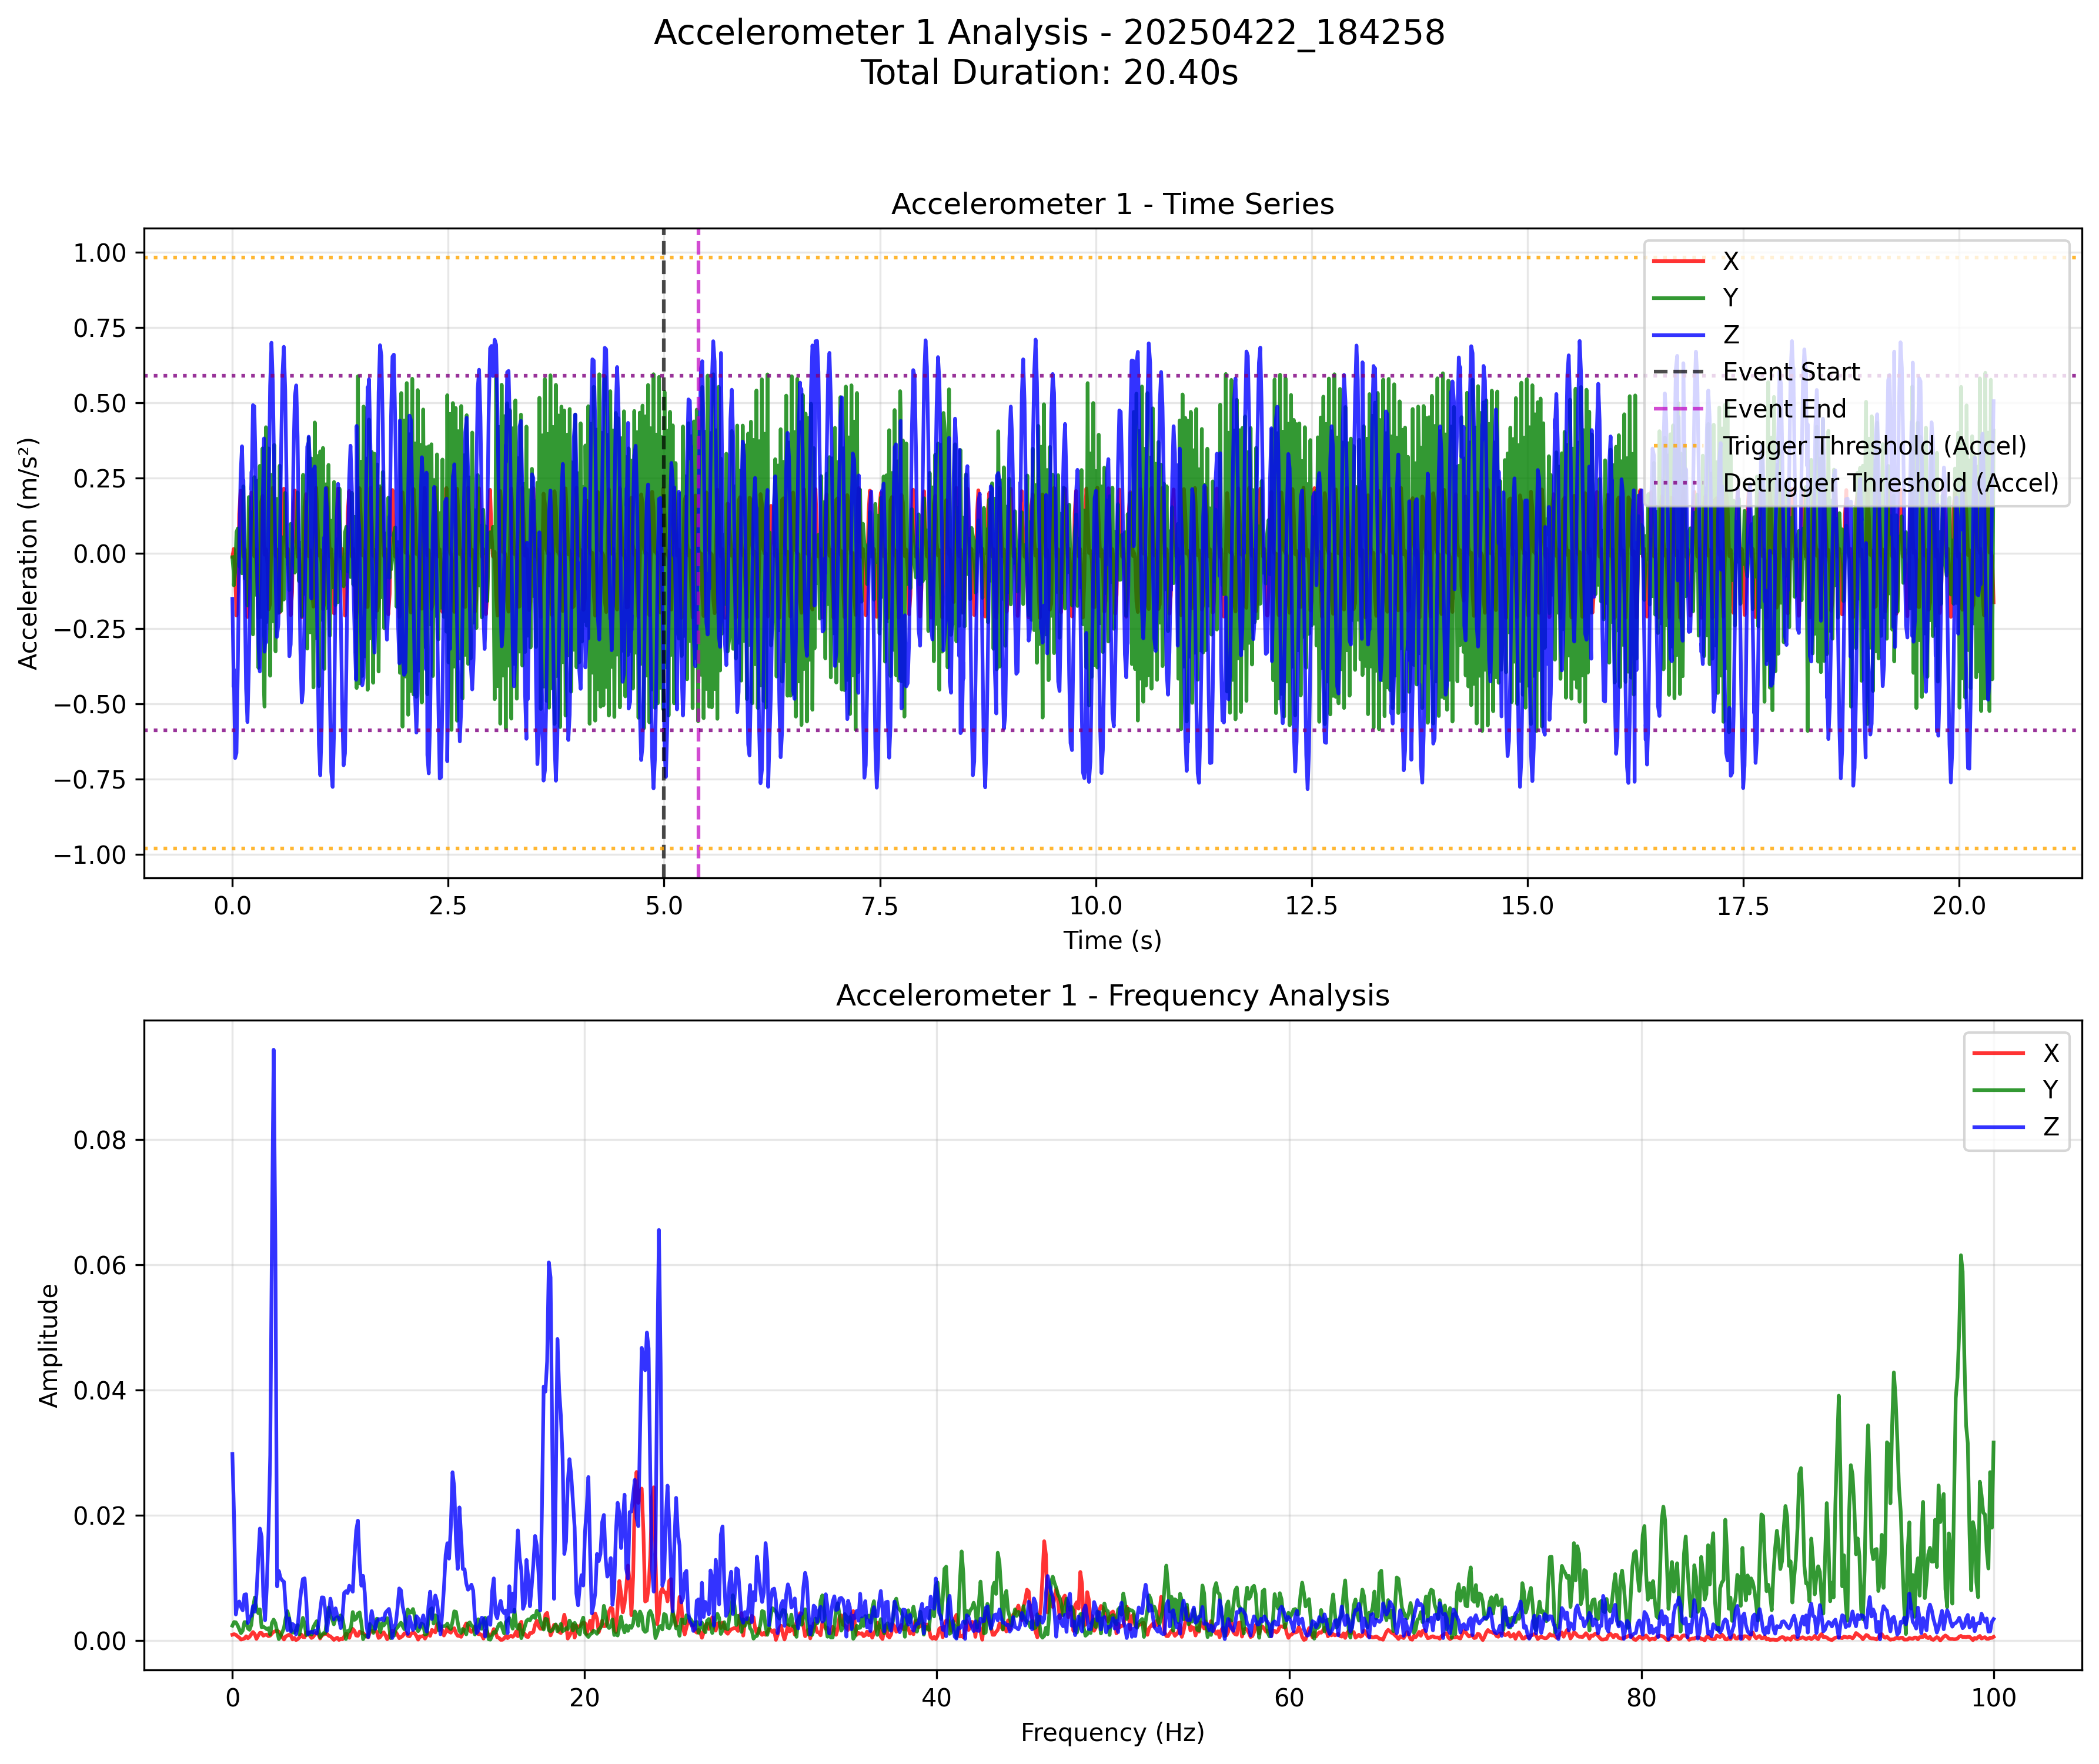 Accelerometer 1 Analysis - 20250422_184258
Total Duration: 20.40s
Accelerometer 1 - Time Series
Acceleration (m/s²)
1.00
0.75
0.50
0.25
0.00
−0.25
−0.50
−0.75
−1.00
X
Y
Z
Event Start
Event End
Trigger Threshold (Accel)
Detrigger Threshold (Accel)
0.0 2.5 5.0 7.5 10.0 12.5 15.0 17.5 20.0
Time (s)
Accelerometer 1 - Frequency Analysis
Amplitude
0.08
0.06
0.04
0.02
0.00
X
Y
Z
0 20 40 60 80 100
Frequency (Hz)